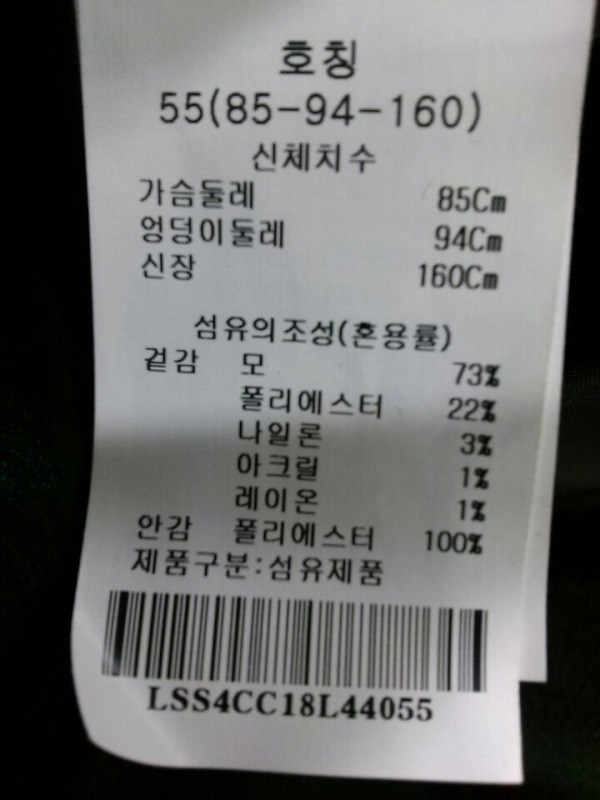 호칭
55(85-94-160)
신체치수
가슴둘레 85Cm
엉덩이둘레 94Cm
신장 160Cm
섬유의조성(혼용률)
겉감 모 73%
폴리에스터 22%
나일론 3%
아크릴 1%
레이온 1%
안감 폴리에스터 100%
제품구분:섬유제품
LSS4CC18L44055